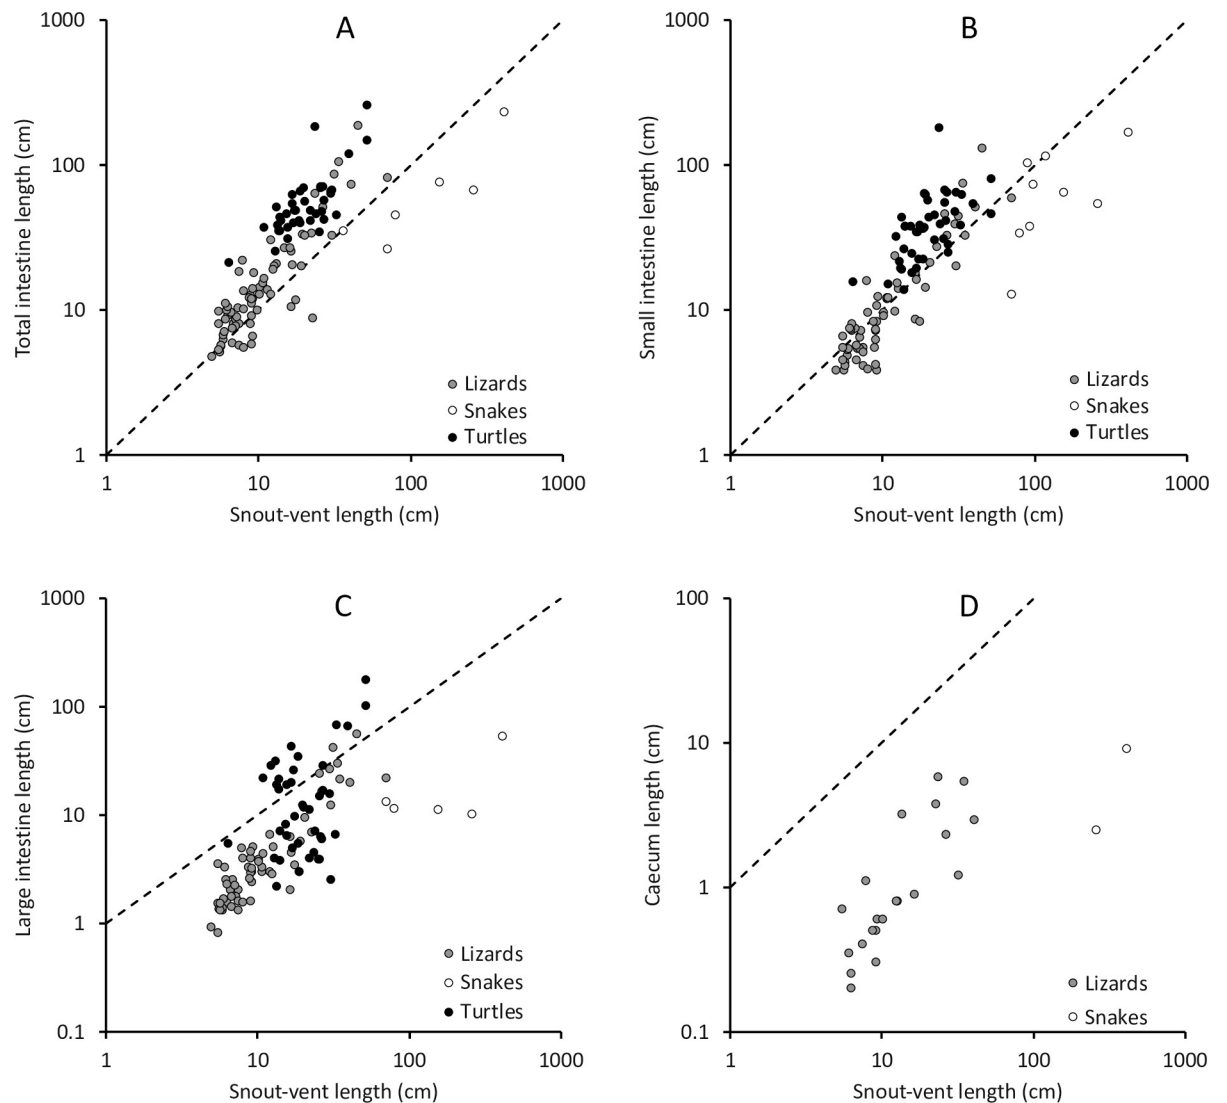 A
Total intestine length (cm)
1000
100
10
1
1 10 100 1000
Snout-vent length (cm)
Lizards
Snakes
Turtles
B
Small intestine length (cm)
1000
100
10
1
1 10 100 1000
Snout-vent length (cm)
Lizards
Snakes
Turtles
C
Large intestine length (cm)
1000
100
10
1
0.1
1 10 100 1000
Snout-vent length (cm)
Lizards
Snakes
Turtles
D
Caecum length (cm)
100
10
1
0.1
1 10 100 1000
Snout-vent length (cm)
Lizards
Snakes